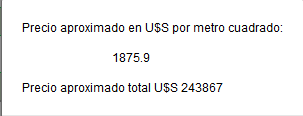 Precio aproximado en U$S por metro cuadrado:
1875.9
Precio aproximado total U$S 243867